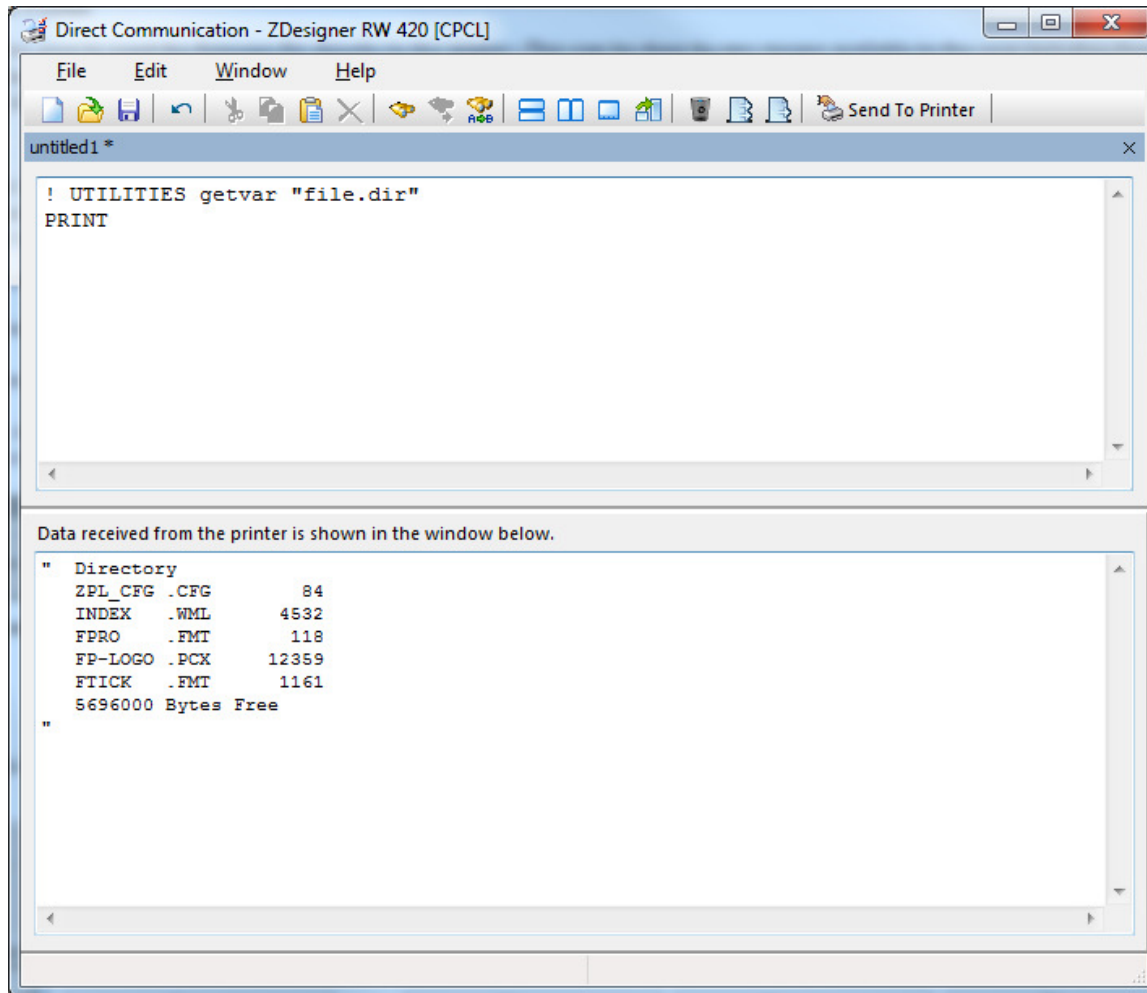 Direct Communication - ZDesigner RW 420 [CPCL]
File Edit Window Help
A B Send To Printer
untitled1 *
! UTILITIES getvar "file.dir"
PRINT
Data received from the printer is shown in the window below.
" Directory
ZPL_CFG .CFG 84
INDEX .WML 4532
FPRO .FMT 118
FP-LOGO .PCX 12359
FTICK .FMT 1161
5696000 Bytes Free
"